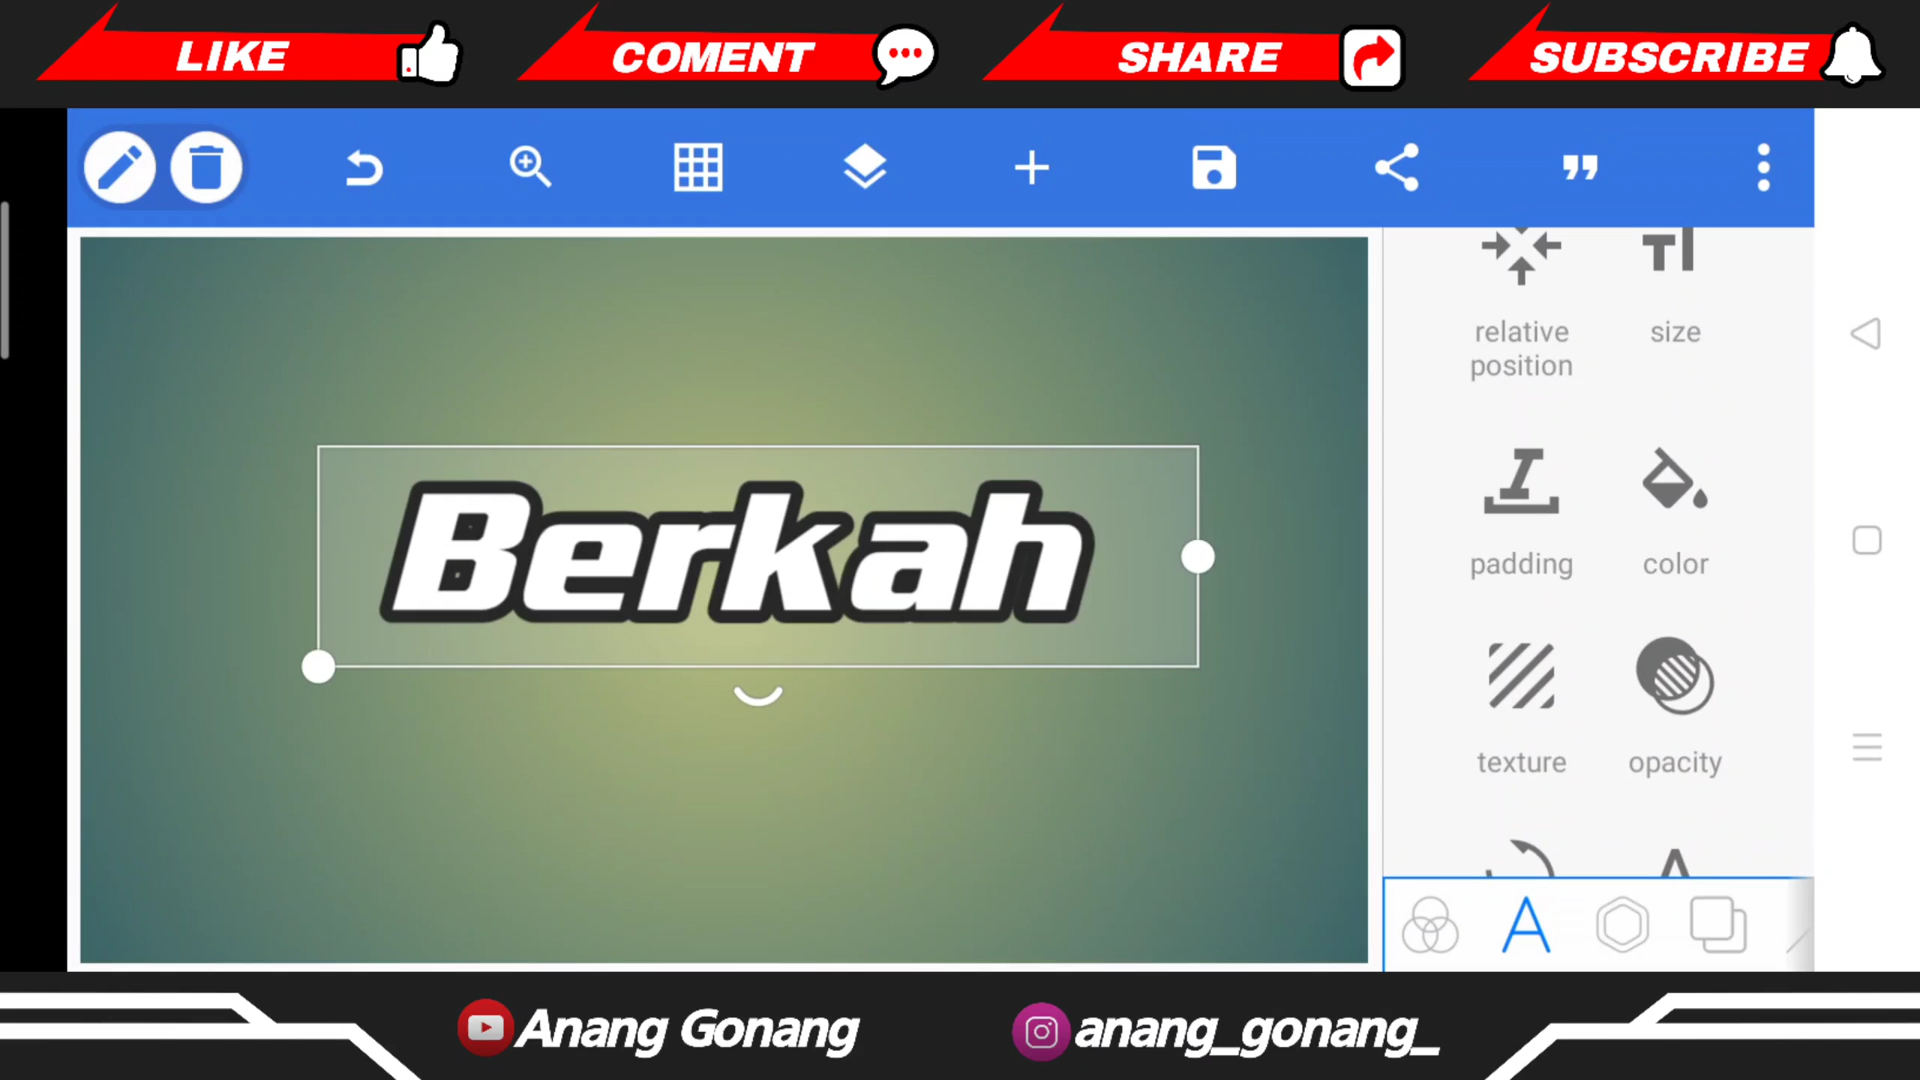 LIKE COMENT SHARE SUBSCRIBE
relative position
size
Berkah
padding
color
texture
opacity
Anang Gonang
anang_gonang_